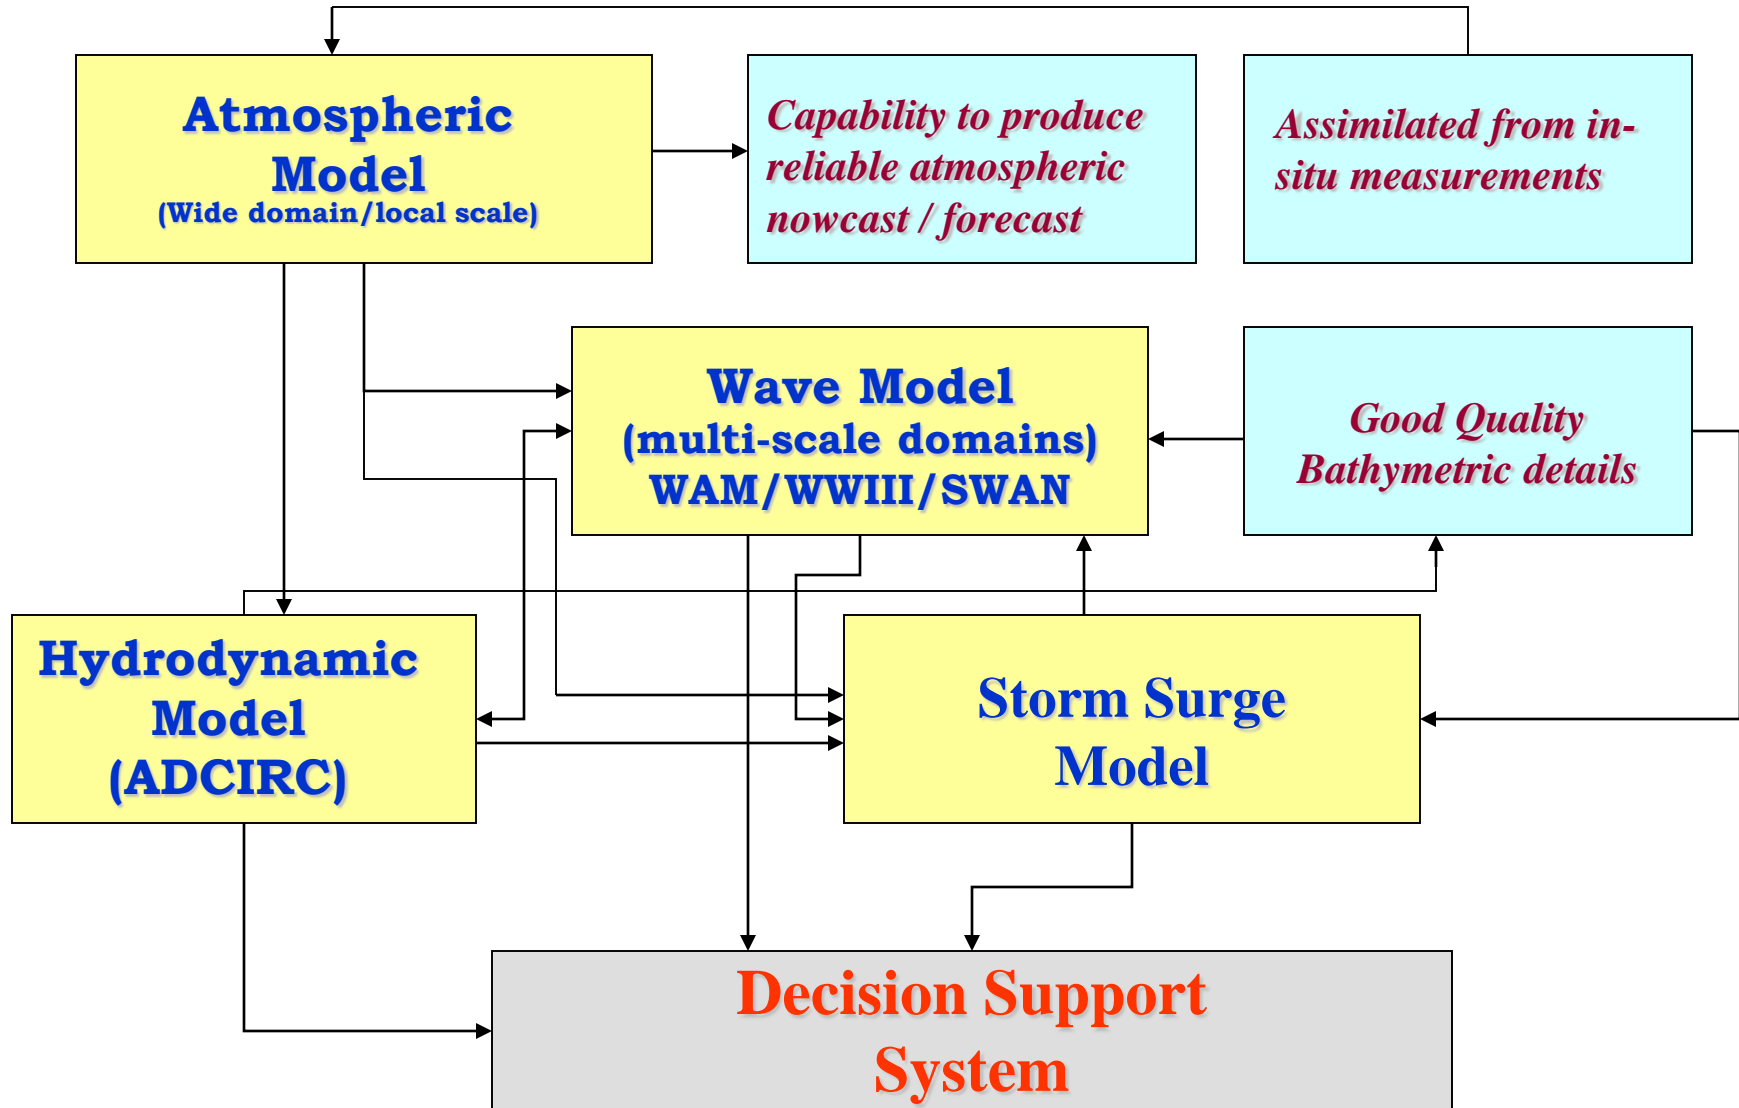 Atmospheric
Model
(Wide domain/local scale)
Capability to produce
reliable atmospheric
nowcast / forecast
Assimilated from in-
situ measurements
Wave Model
(multi-scale domains)
WAM/WWIII/SWAN
Good Quality
Bathymetric details
Hydrodynamic
Model
(ADCIRC)
Storm Surge
Model
Decision Support
System